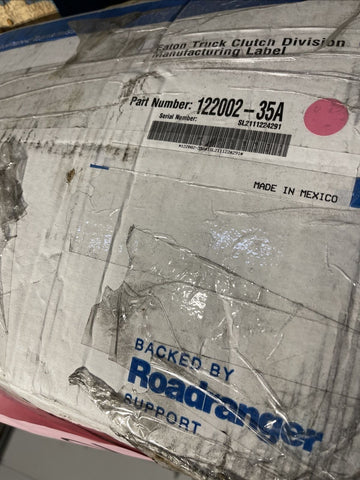 Eaton Truck Clutch Division
Manufacturing Label
Part Number: 122002-35A
Serial Number: SL2111224291
MADE IN MEXICO
BACKED BY
Roadranger
SUPPORT